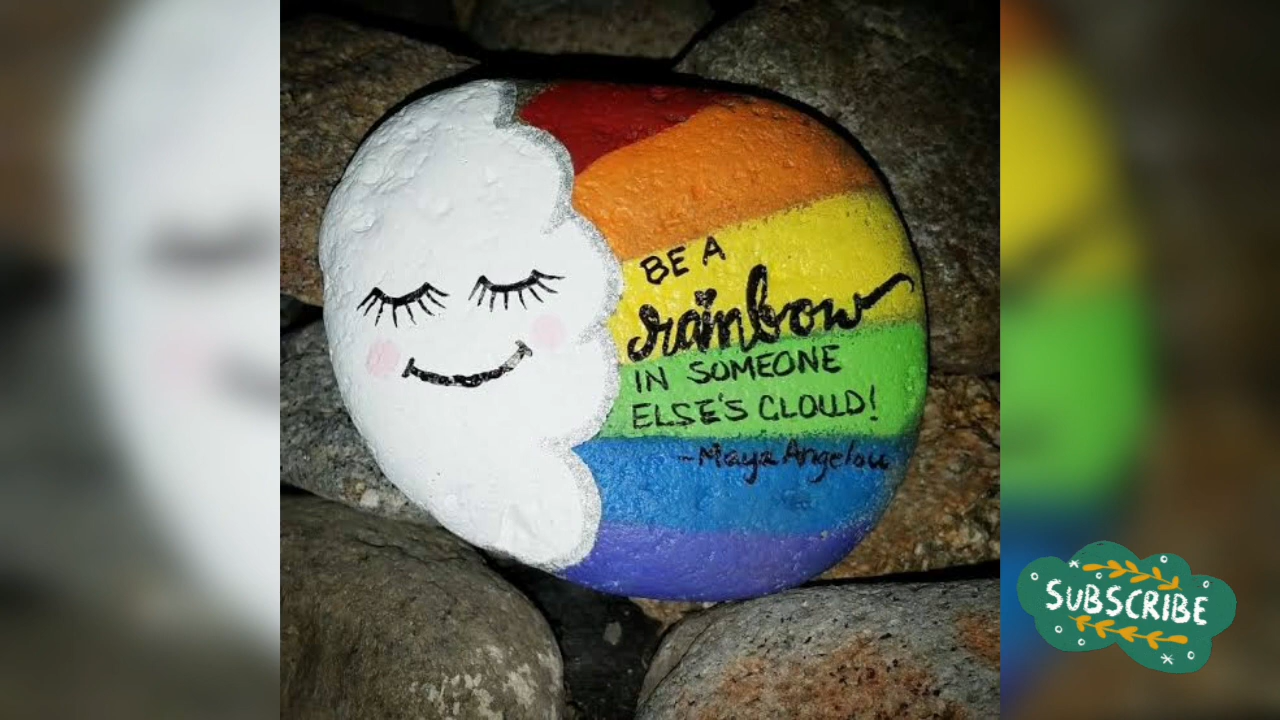 BE A
rainbow
IN SOMEONE
ELSE'S CLOUD!
~Maya Angelou
SUBSCRIBE